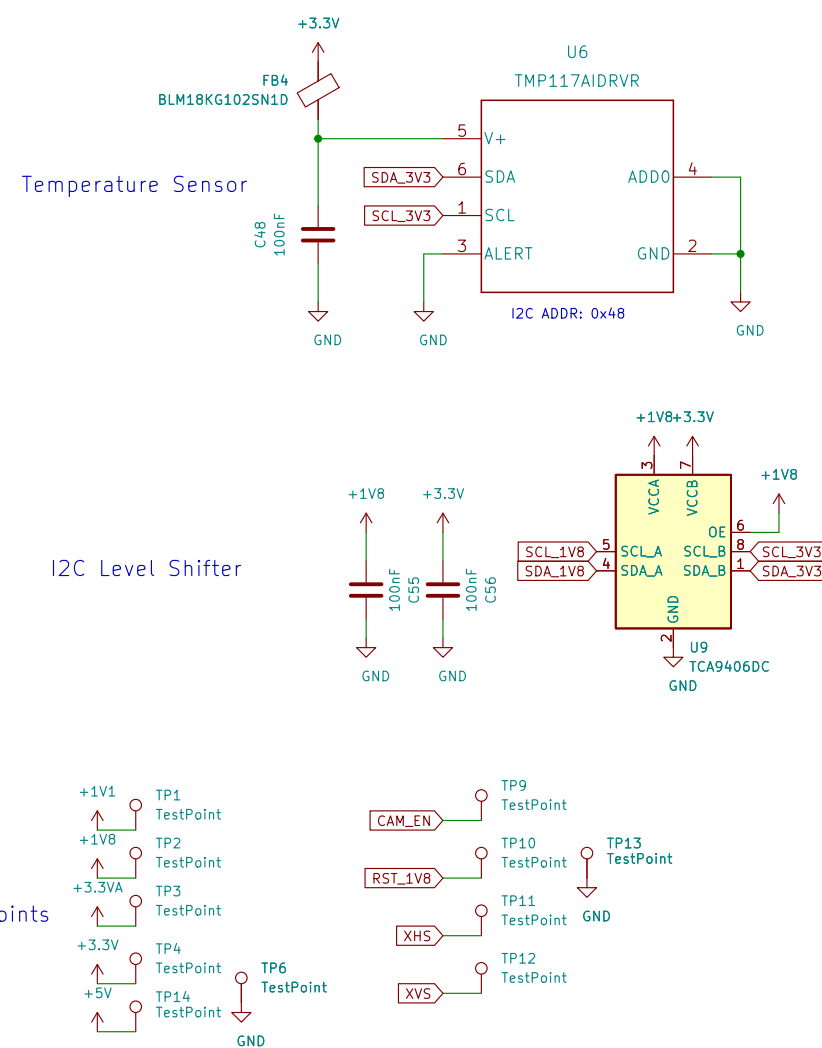 +3.3V
FB4
BLM18KG102SN1D
U6
TMP117AIDRVR
5
V+
Temperature Sensor
SDA_3V3
6
SDA
ADD0
4
SCL_3V3
1
SCL
C48
100nF
3
ALERT
GND
2
I2C ADDR: 0x48
GND
GND
GND
+1V8
+3.3V
3
7
VCCA
VCCB
+1V8
+1V8
+3.3V
OE
6
SCL_1V8
5
SCL_A
SCL_B
8
SCL_3V3
I2C Level Shifter
SDA_1V8
4
SDA_A
SDA_B
1
SDA_3V3
100nF
C55
100nF
C56
GND
2
U9
TCA9406DC
GND
GND
GND
+1V1
TP1
TestPoint
+1V8
TP2
TestPoint
+3.3VA
TP3
TestPoint
oints
+3.3V
TP4
TestPoint
+5V
TP14
TestPoint
TP6
TestPoint
GND
TP9
TestPoint
CAM_EN
TP10
TestPoint
RST_1V8
TP13
TestPoint
GND
TP11
TestPoint
XHS
TP12
TestPoint
XVS